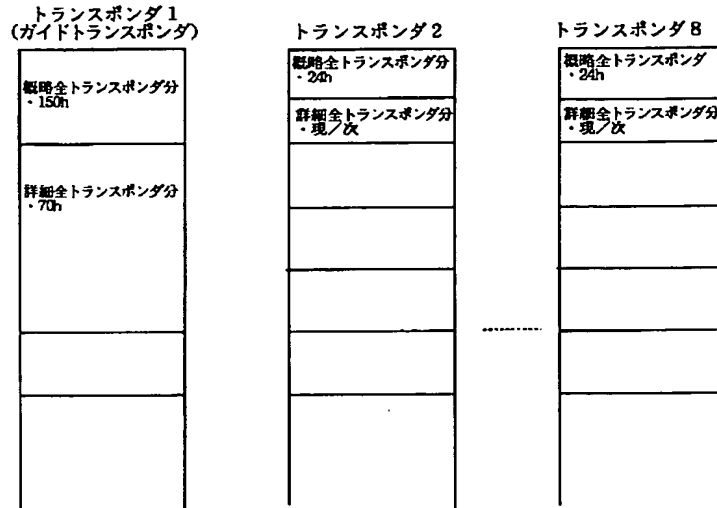 トランスポンダ1
(ガイドトランスポンダ)
概略全トランスポンダ分
・150h
詳細全トランスポンダ分
・70h
トランスポンダ2
概略全トランスポンダ分
・24h
詳細全トランスポンダ分
・現／次
トランスポンダ8
概略全トランスポンダ
・24h
詳細全トランスポンダ分
・現／次